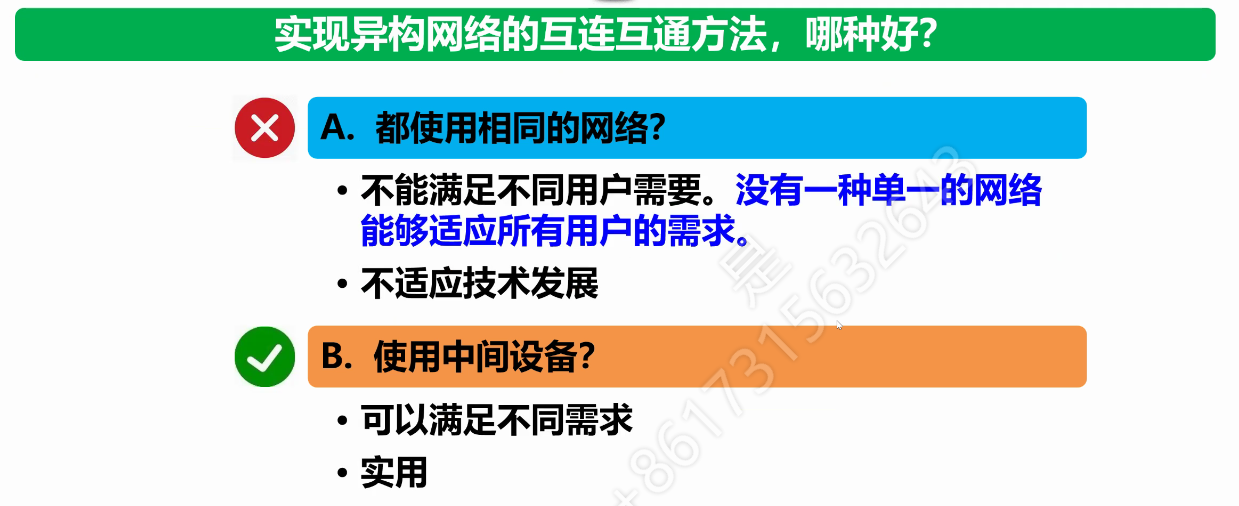 实现异构网络的互连互通方法，哪种好？
A. 都使用相同的网络？
• 不能满足不同用户需要。没有一种单一的网络
能够适应所有用户的需求。
• 不适应技术发展
B. 使用中间设备？
• 可以满足不同需求
• 实用
是
+8617315632643